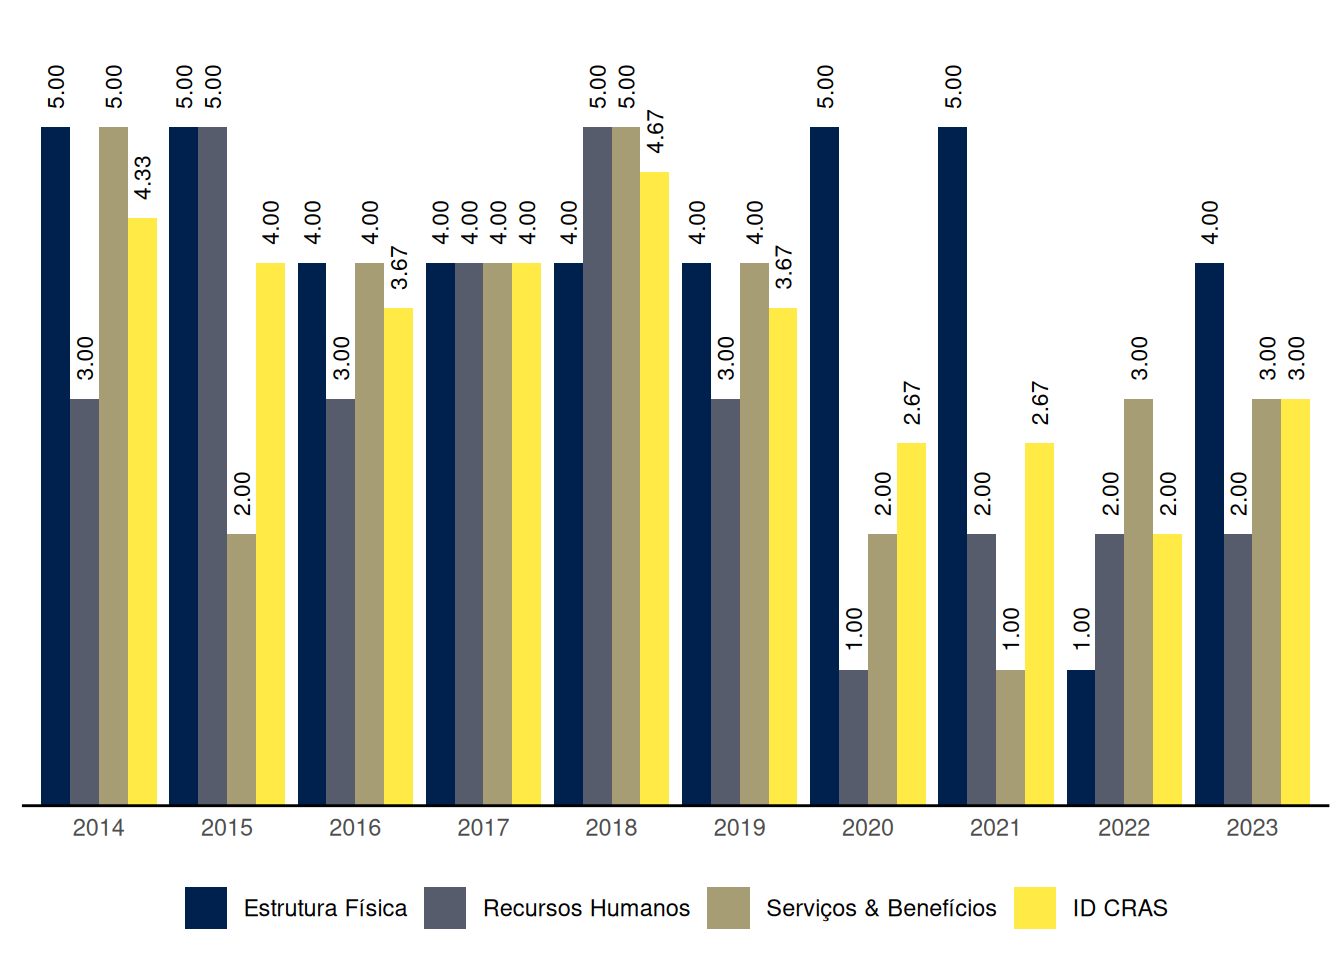 5.00 3.00 5.00 4.33
5.00 5.00 2.00 4.00
4.00 3.00 4.00 3.67
4.00 4.00 4.00 4.00
4.00 5.00 5.00 4.67
4.00 3.00 4.00 3.67
5.00 1.00 2.00 2.67
5.00 2.00 1.00 2.67
1.00 2.00 3.00 2.00
4.00 2.00 3.00 3.00
2014 2015 2016 2017 2018 2019 2020 2021 2022 2023
Estrutura Física Recursos Humanos Serviços & Benefícios ID CRAS